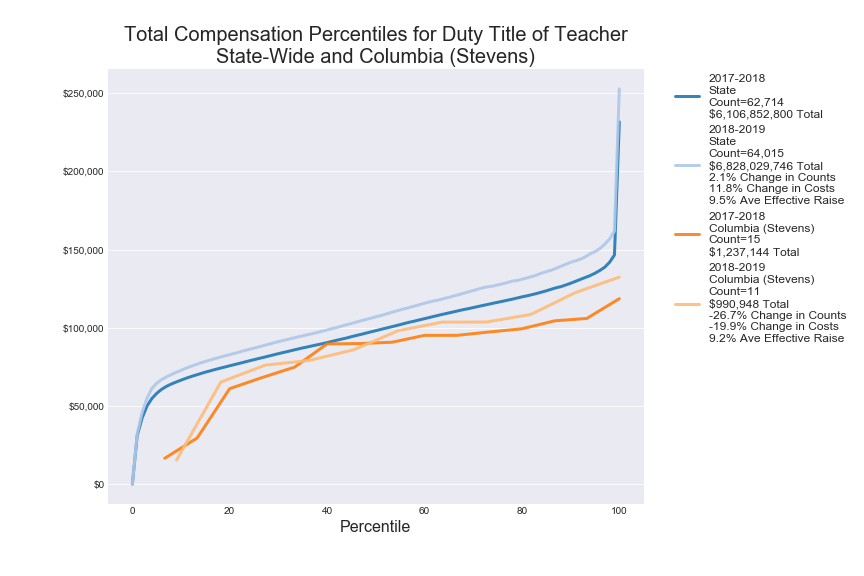 Total Compensation Percentiles for Duty Title of Teacher
State-Wide and Columbia (Stevens)
$250,000
$200,000
$150,000
$100,000
$50,000
$0
0
20
40
60
80
100
Percentile
2017-2018
State
Count=62,714
$6,106,852,800 Total
2018-2019
State
Count=64,015
$6,828,029,746 Total
2.1% Change in Counts
11.8% Change in Costs
9.5% Ave Effective Raise
2017-2018
Columbia (Stevens)
Count=15
$1,237,144 Total
2018-2019
Columbia (Stevens)
Count=11
$990,948 Total
-26.7% Change in Counts
-19.9% Change in Costs
9.2% Ave Effective Raise